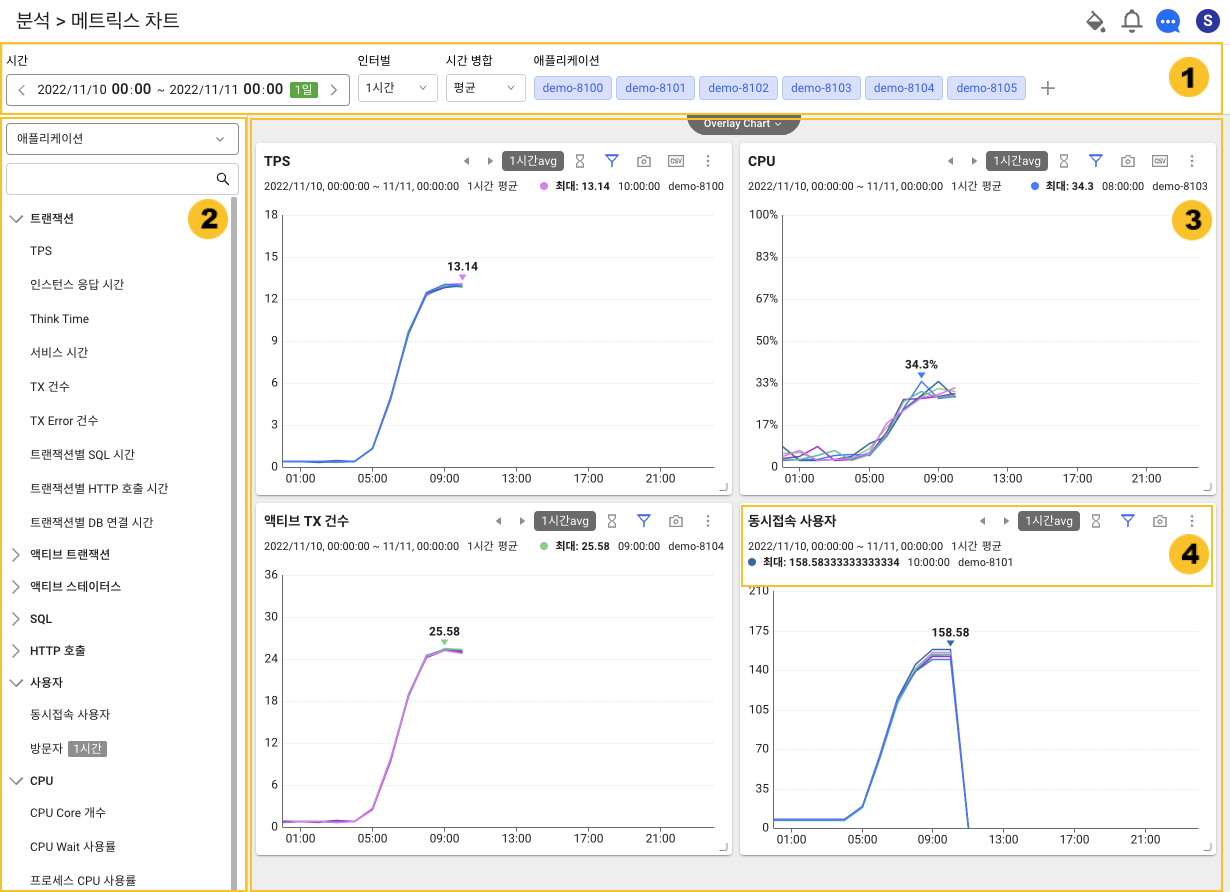 분석 > 메트릭스 차트
S
시간 인터벌 시간 병합 애플리케이션
2022/11/10 00:00 ~ 2022/11/11 00:00 1일 1시간 평균 demo-8100 demo-8101 demo-8102 demo-8103 demo-8104 demo-8105
1
애플리케이션
2
트랜잭션
TPS
인스턴스 응답 시간
Think Time
서비스 시간
TX 건수
TX Error 건수
트랜잭션별 SQL 시간
트랜잭션별 HTTP 호출 시간
트랜잭션별 DB 연결 시간
액티브 트랜잭션
액티브 스테이터스
SQL
HTTP 호출
사용자
동시접속 사용자
방문자 1시간
CPU
CPU Core 개수
CPU Wait 사용률
프로세스 CPU 사용률
Overlay Chart
TPS 1시간avg CSV
2022/11/10, 00:00:00 ~ 11/11, 00:00:00 1시간 평균 최대: 13.14 10:00:00 demo-8100
18
15
13.14
12
9
6
3
0
01:00 05:00 09:00 13:00 17:00 21:00
CPU 1시간avg CSV
2022/11/10, 00:00:00 ~ 11/11, 00:00:00 1시간 평균 최대: 34.3 08:00:00 demo-8103
3
100%
83%
67%
50%
34.3%
33%
17%
0
01:00 05:00 09:00 13:00 17:00 21:00
액티브 TX 건수 1시간avg
2022/11/10, 00:00:00 ~ 11/11, 00:00:00 1시간 평균 최대: 25.58 09:00:00 demo-8104
36
30
25.58
24
18
12
6
0
01:00 05:00 09:00 13:00 17:00 21:00
동시접속 사용자 1시간avg
2022/11/10, 00:00:00 ~ 11/11, 00:00:00 1시간 평균
최대: 158.58333333333334 10:00:00 demo-8101
4
210
175
158.58
140
105
70
35
0
01:00 05:00 09:00 13:00 17:00 21:00